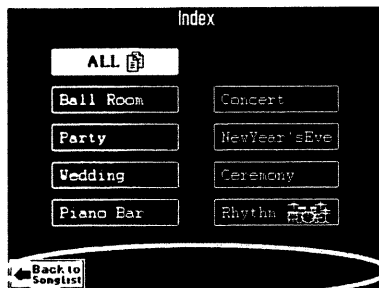 Index
ALL
Ball Room
Concert
Party
NewYear'sEve
Wedding
Ceremony
Piano Bar
Rhythm
Back to
SongList